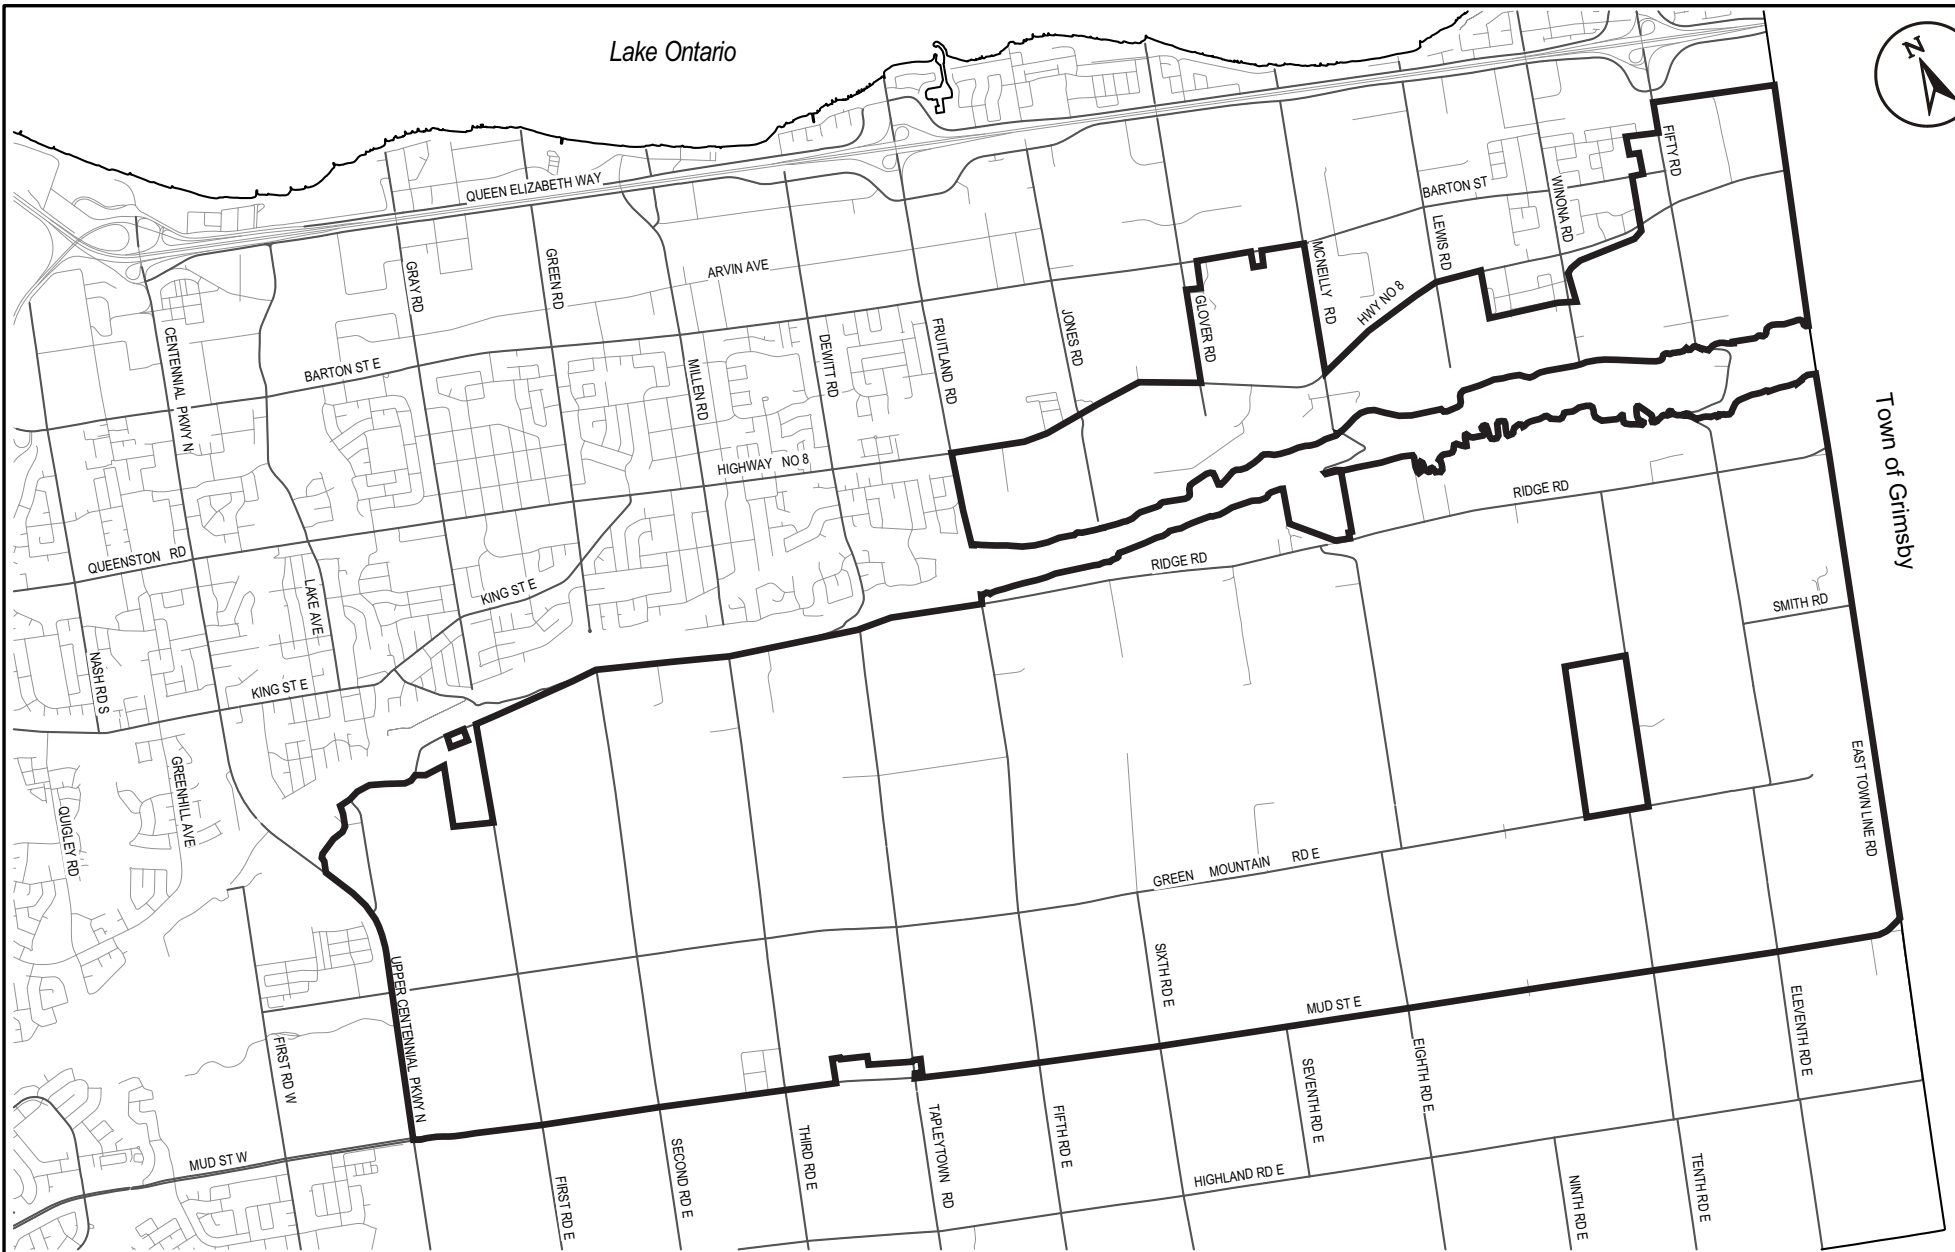 Lake Ontario
N
QUEEN ELIZABETH WAY
FIFTY RD
BARTON ST
WINONA RD
LEWIS RD
MCNEILLY RD
HWY NO 8
GLOVER RD
JONES RD
ARVIN AVE
GREEN RD
GRAY RD
CENTENNIAL PKWY N
FRUITLAND RD
DEWITT RD
MILLEN RD
BARTON ST E
HIGHWAY NO 8
QUEENSTON RD
LAKE AVE
KING ST E
RIDGE RD
RIDGE RD
Town of Grimsby
SMITH RD
NASH RD S
KING ST E
GREENHILL AVE
QUIGLEY RD
EAST TOWN LINE RD
GREEN MOUNTAIN RD E
UPPER CENTENNIAL PKWY N
SIXTH RD E
MUD ST E
ELEVENTH RD E
FIRST RD W
SEVENTH RD E
EIGHTH RD E
MUD ST W
FIRST RD E
SECOND RD E
THIRD RD E
TAPLEYTOWN RD
FIFTH RD E
HIGHLAND RD E
NINTH RD E
TENTH RD E